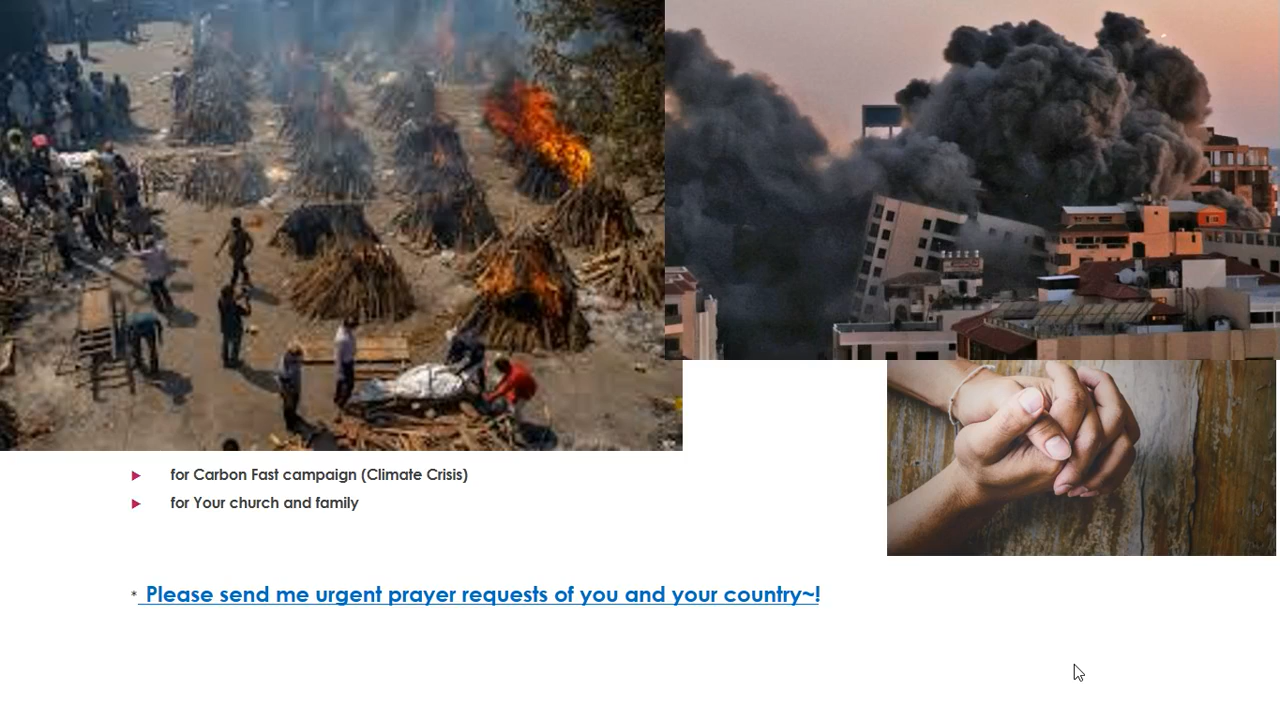 for Carbon Fast campaign (Climate Crisis)
for Your church and family
* Please send me urgent prayer requests of you and your country~!